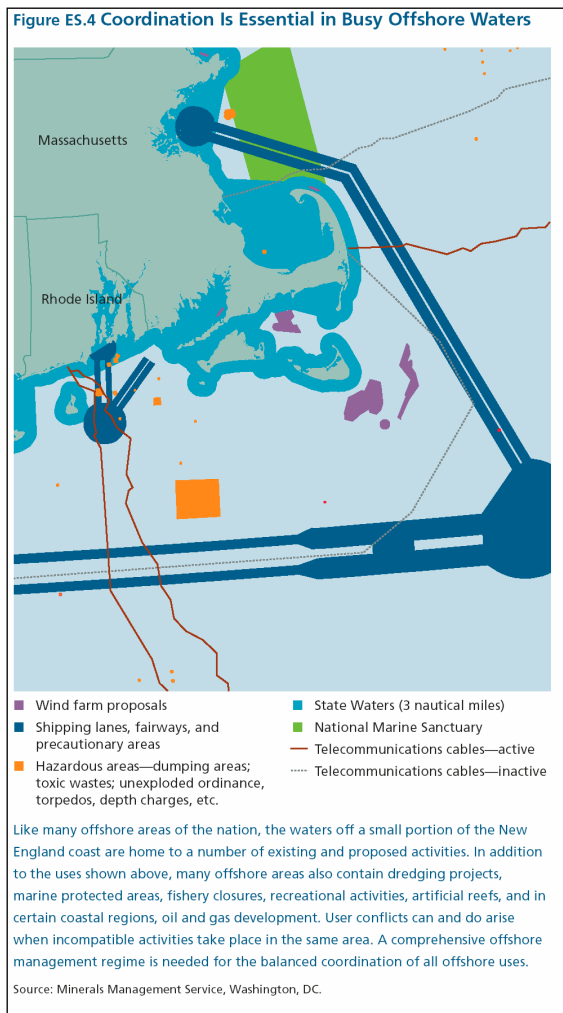 Figure ES.4 Coordination Is Essential in Busy Offshore Waters
Massachusetts
Rhode Island
Wind farm proposals
Shipping lanes, fairways, and
precautionary areas
Hazardous areas—dumping areas;
toxic wastes; unexploded ordinance,
torpedos, depth charges, etc.
State Waters (3 nautical miles)
National Marine Sanctuary
Telecommunications cables—active
Telecommunications cables—inactive
Like many offshore areas of the nation, the waters off a small portion of the New
England coast are home to a number of existing and proposed activities. In addition
to the uses shown above, many offshore areas also contain dredging projects,
marine protected areas, fishery closures, recreational activities, artificial reefs, and in
certain coastal regions, oil and gas development. User conflicts can and do arise
when incompatible activities take place in the same area. A comprehensive offshore
management regime is needed for the balanced coordination of all offshore uses.
Source: Minerals Management Service, Washington, DC.